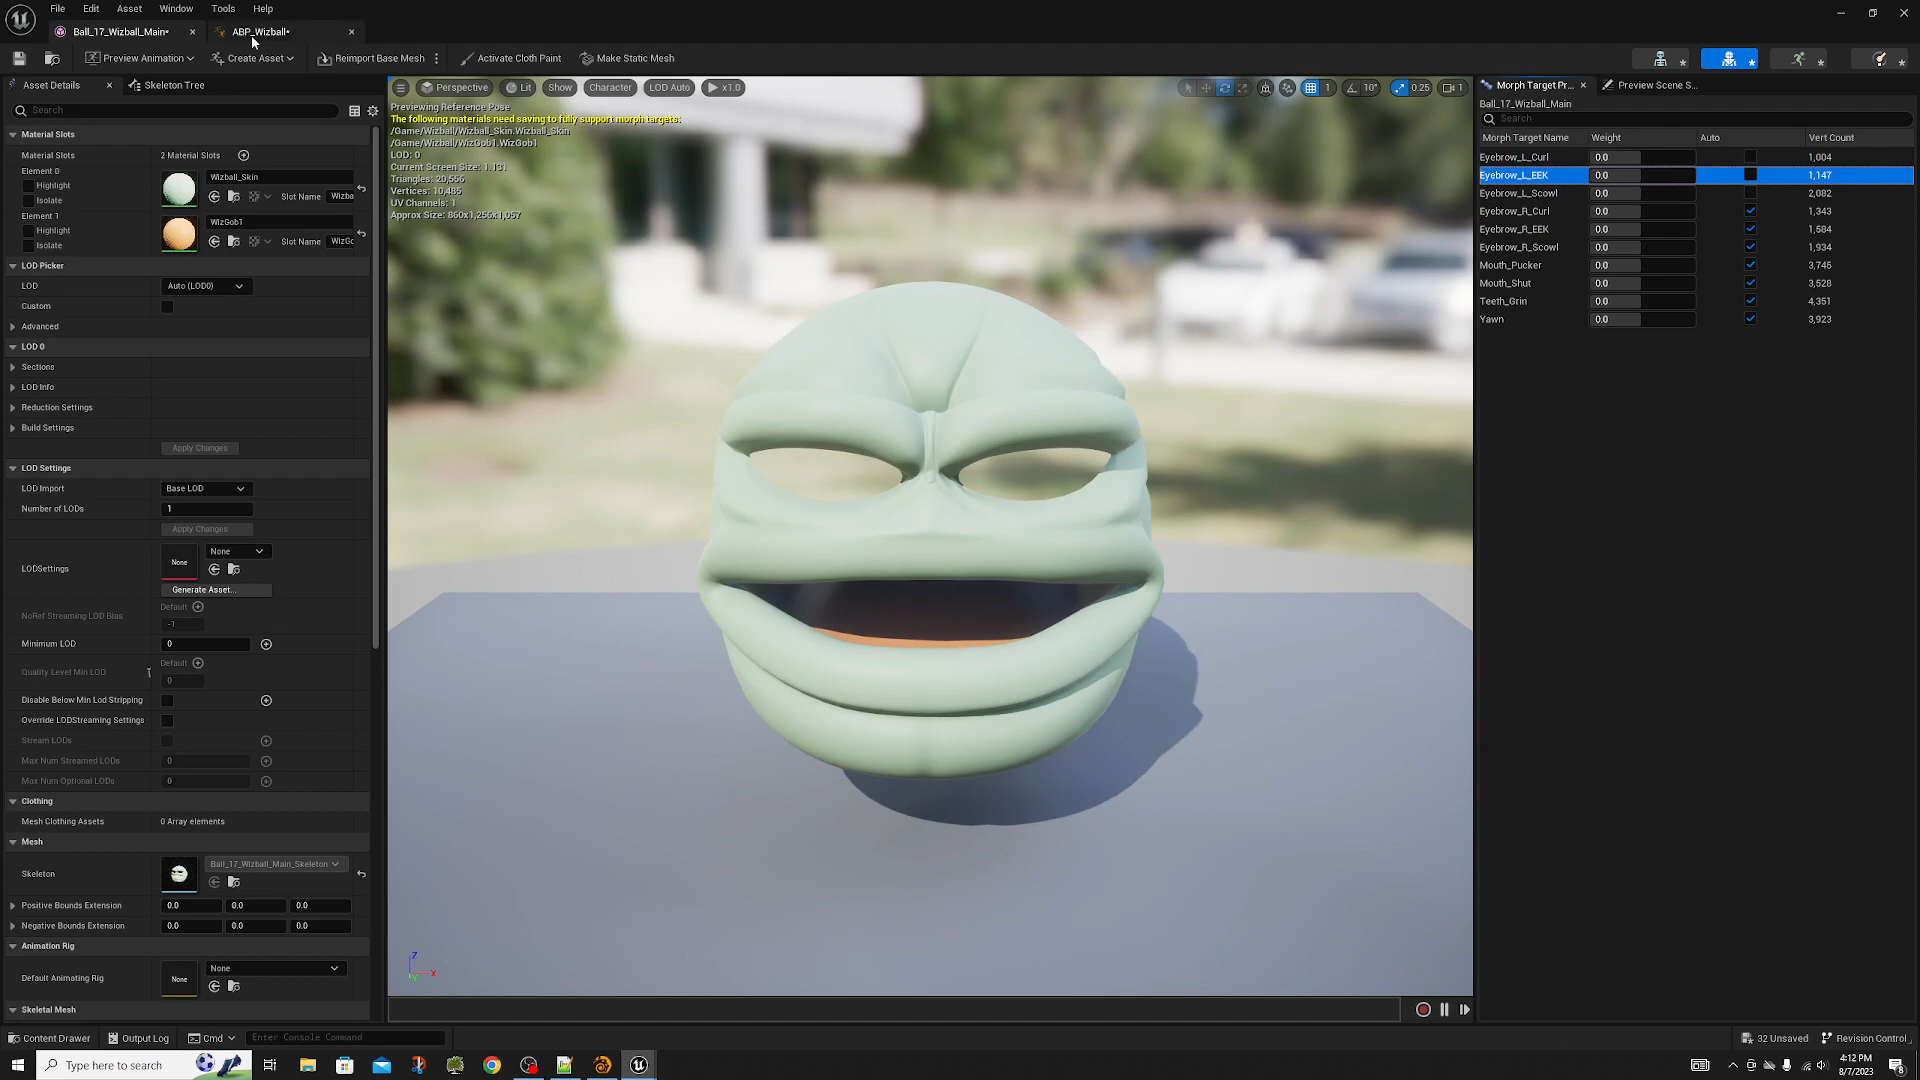 File Edit Asset Window Tools Help
Ball_17_Wizball_Main* ABP_Wizball*
Preview Animation Create Asset Reimport Base Mesh Activate Cloth Paint Make Static Mesh
Asset Details Skeleton Tree
Search
Material Slots
Material Slots 2 Material Slots
Element 0
Highlight
Isolate
Wizball_Skin
Slot Name Wizba
Element 1
Highlight
Isolate
WizGob1
Slot Name WizGo
LOD Picker
LOD Auto (LOD0)
Custom
Advanced
LOD 0
Sections
LOD Info
Reduction Settings
Build Settings
Apply Changes
LOD Settings
LOD Import Base LOD
Number of LODs 1
Apply Changes
LODSettings None None
Generate Asset...
NoRef Streaming LOD Bias Default
-1
Minimum LOD 0
Quality Level Min LOD Default
0
Disable Below Min Lod Stripping
Override LODStreaming Settings
Stream LODs
Max Num Streamed LODs 0
Max Num Optional LODs 0
Clothing
Mesh Clothing Assets 0 Array elements
Mesh
Skeleton Ball_17_Wizball_Main_Skeleton
Positive Bounds Extension 0.0 0.0 0.0
Negative Bounds Extension 0.0 0.0 0.0
Animation Rig
Default Animating Rig None None
Skeletal Mesh
Perspective Lit Show Character LOD Auto x1.0
1 10° 0.25 1
Previewing Reference Pose
The following materials need saving to fully support morph targets:
/Game/Wizball/Wizball_Skin.Wizball_Skin
/Game/Wizball/WizGob1.WizGob1
LOD: 0
Current Screen Size: 1.131
Triangles: 20,556
Vertices: 10,485
UV Channels: 1
Approx Size: 860x1,256x1,057
Z
X
Morph Target Pr... Preview Scene S...
Ball_17_Wizball_Main
Search
Morph Target Name Weight Auto Vert Count
Eyebrow_L_Curl 0.0 1,004
Eyebrow_L_EEK 0.0 1,147
Eyebrow_L_Scowl 0.0 2,082
Eyebrow_R_Curl 0.0 1,343
Eyebrow_R_EEK 0.0 1,584
Eyebrow_R_Scowl 0.0 1,934
Mouth_Pucker 0.0 3,745
Mouth_Shut 0.0 3,528
Teeth_Grin 0.0 4,351
Yawn 0.0 3,923
Content Drawer Output Log Cmd Enter Console Command
32 Unsaved Revision Control
Type here to search
4:12 PM
8/7/2023
8